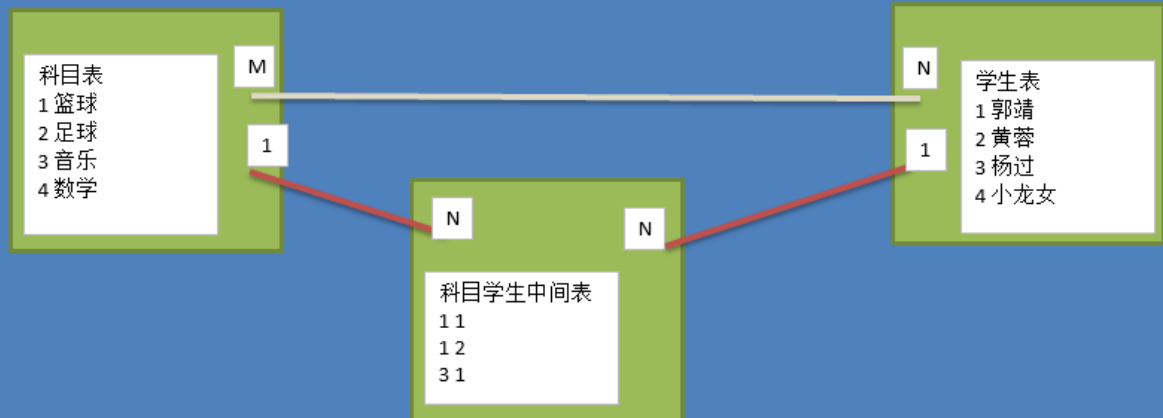 科目表
1 篮球
2 足球
3 音乐
4 数学
M
1
N
学生表
1 郭靖
2 黄蓉
3 杨过
4 小龙女
1
N
N
科目学生中间表
1 1
1 2
3 1